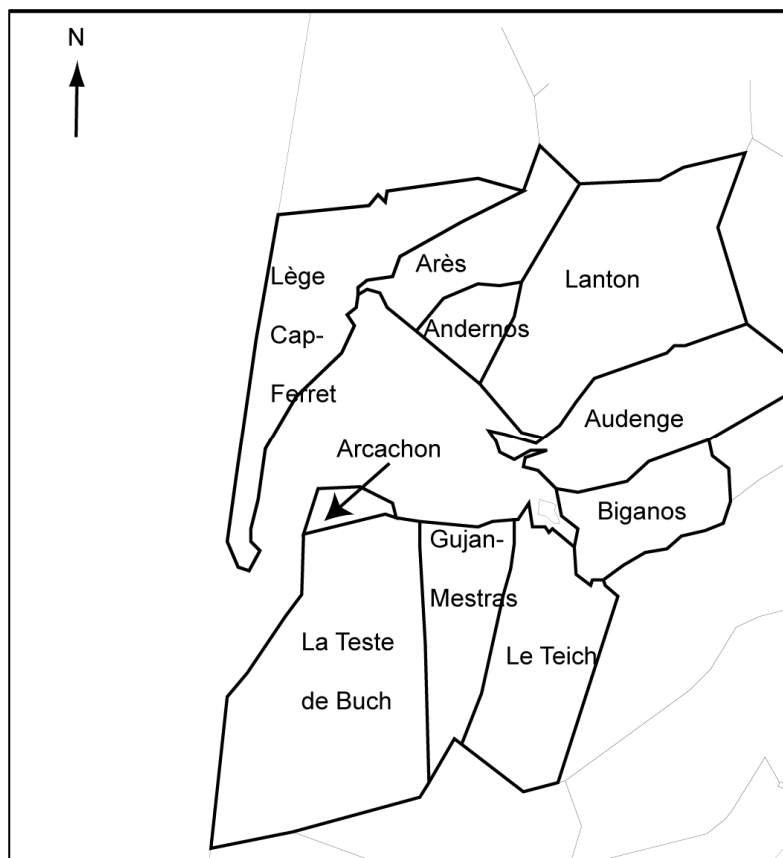 N
Lège
Cap-
Ferret
Arès
Andernos
Lanton
Audenge
Arcachon
Biganos
Gujan-
Mestras
La Teste
de Buch
Le Teich